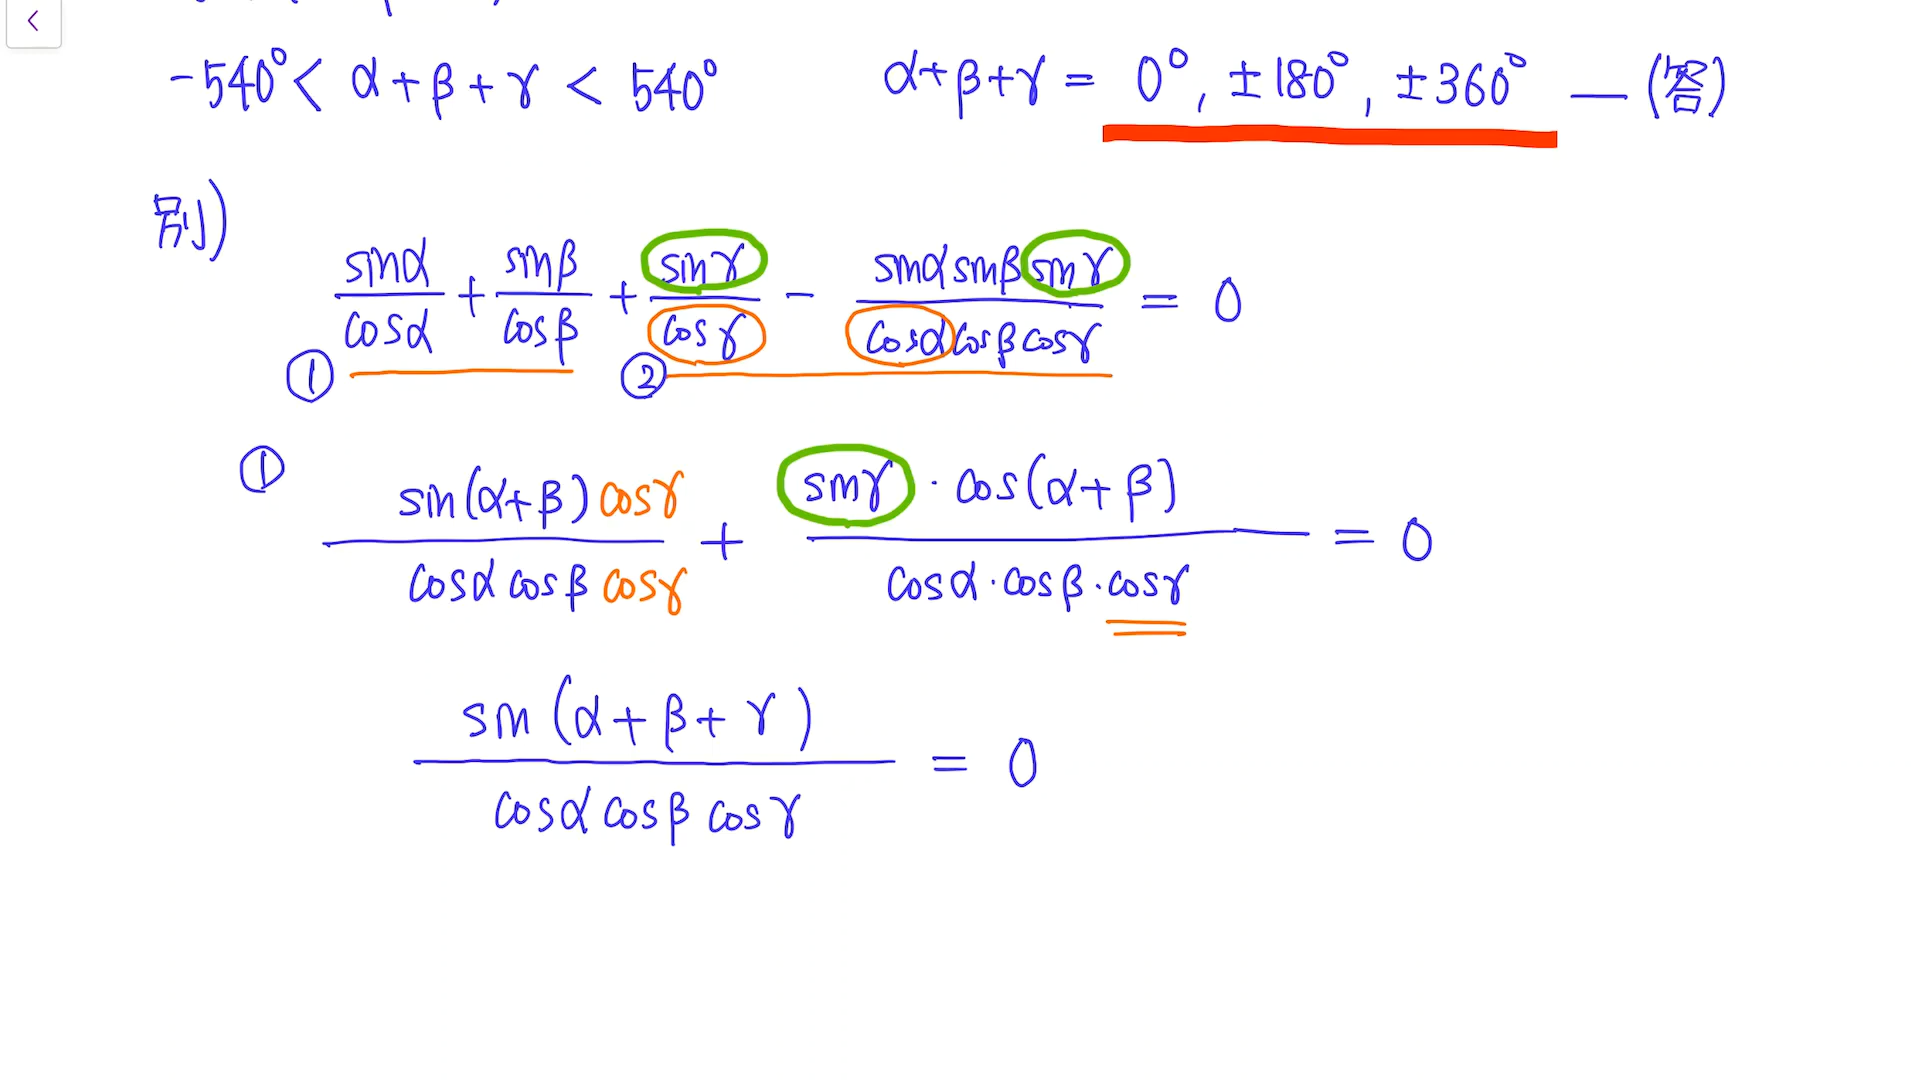 -540° < α + β + γ < 540° α+β+γ = 0°, ±180°, ±360° — (答)
別)
sinα/cosα + sinβ/cosβ + sinγ/cosγ - sinα sinβ sinγ/cosα cosβ cosγ = 0
① ②
① sin(α+β)cosγ/cosα cosβ cosγ + sinγ · cos(α+β)/cosα · cosβ · cosγ = 0
sin(α+β+γ)/cosα cosβ cosγ = 0